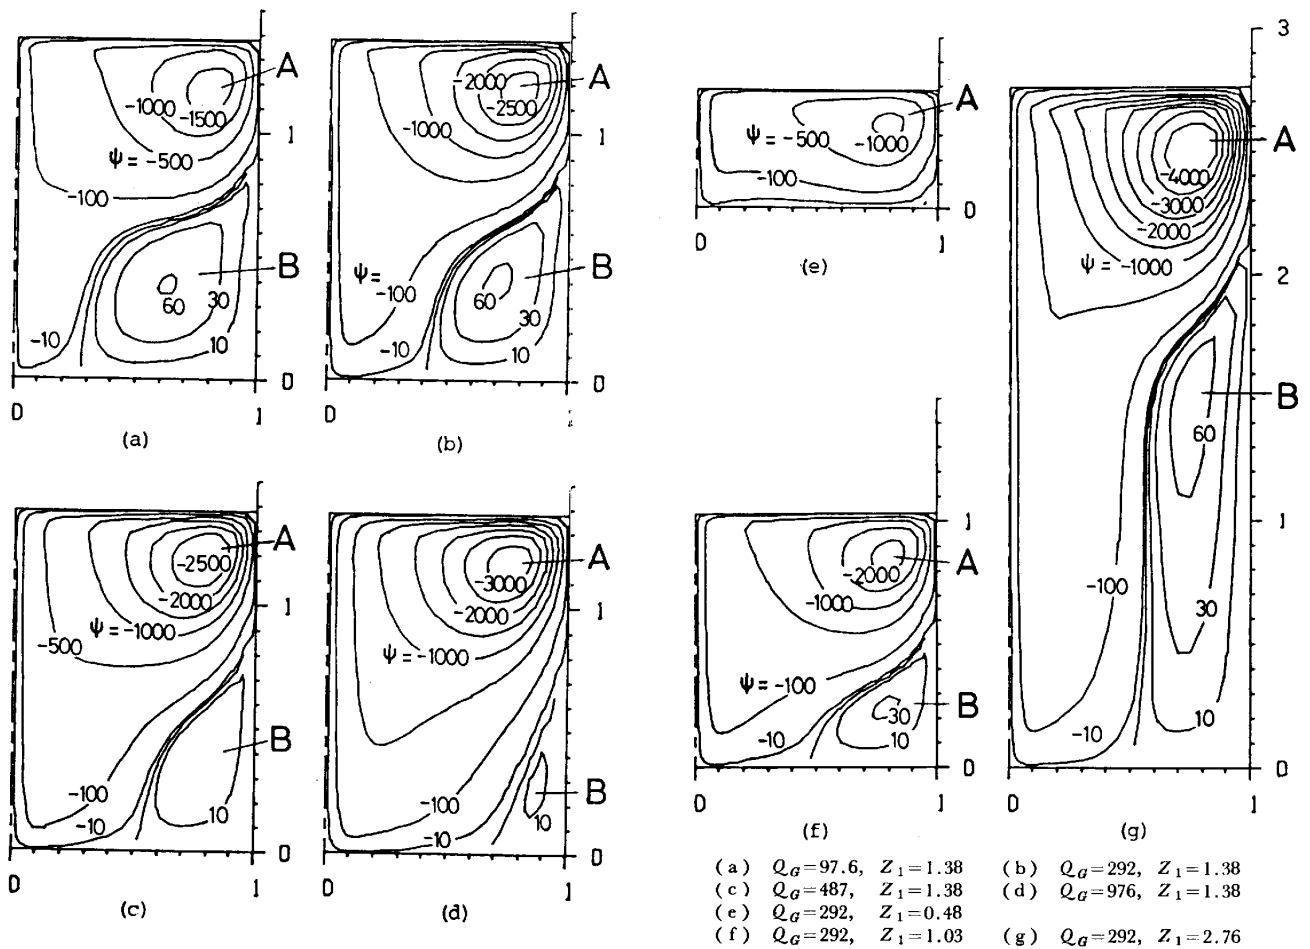 A
-1000
-1500
ψ = -500
1
-100
B
60
30
-10
10
0
0
1
(a)
-2000
A
-2500
-1000
1
ψ =
-100
B
60
30
-10
10
0
0
1
(b)
A
-2500
-2000
ψ = -1000
-500
1
B
-100
-10
10
0
(c)
A
-3000
-2000
1
ψ = -1000
B
-100
-10
10
0
(d)
A
ψ = -500
-1000
-100
0
0
1
(e)
1
A
-2000
-1000
ψ = -100
B
-30
-10
10
0
0
1
(f)
3
A
-4000
-3000
-2000
ψ = -1000
2
B
60
1
-100
30
-10
10
0
0
1
(g)
(a) Q_G=97.6, Z_1=1.38 (b) Q_G=292, Z_1=1.38
(c) Q_G=487, Z_1=1.38 (d) Q_G=976, Z_1=1.38
(e) Q_G=292, Z_1=0.48
(f) Q_G=292, Z_1=1.03 (g) Q_G=292, Z_1=2.76